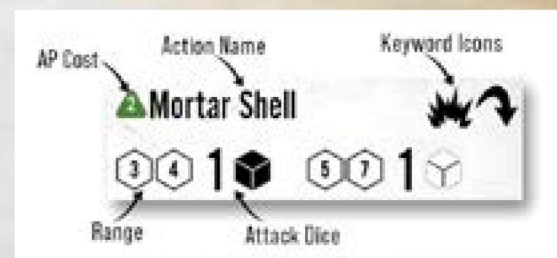 Action Name
Keyword Icons
AP Cost
2 Mortar Shell
3 4 1 5 7 1
Range
Attack Dice